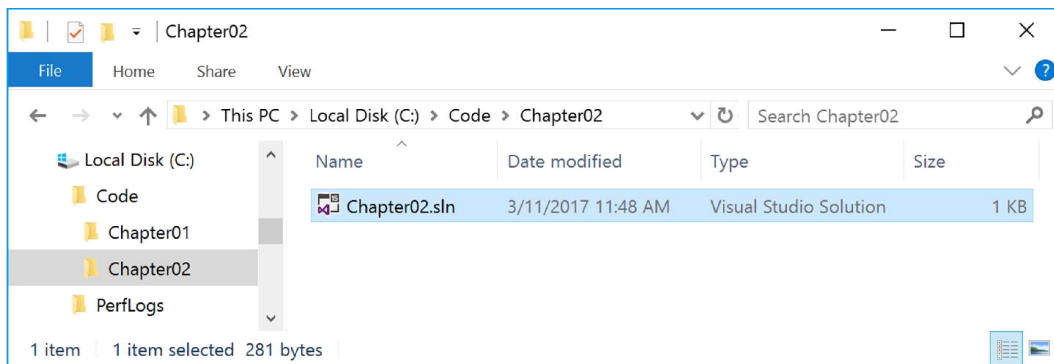 Chapter02
File Home Share View
This PC > Local Disk (C:) > Code > Chapter02 Search Chapter02
Local Disk (C:)
Code
Chapter01
Chapter02
PerfLogs
Name Date modified Type Size
Chapter02.sln 3/11/2017 11:48 AM Visual Studio Solution 1 KB
1 item 1 item selected 281 bytes